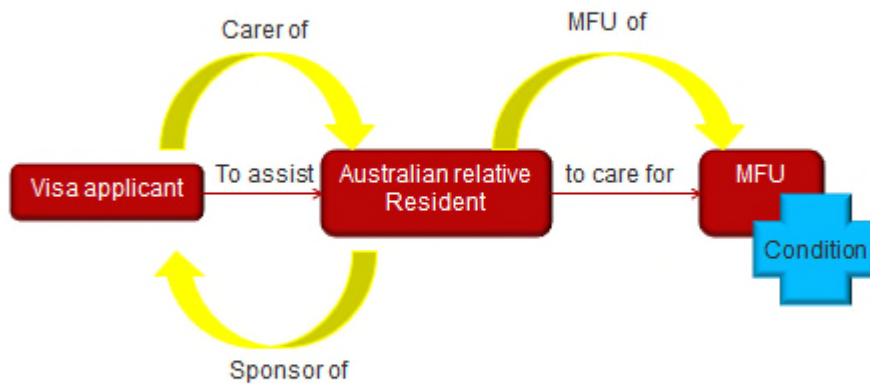 Carer of
MFU of
Visa applicant
To assist
Australian relative
Resident
to care for
MFU
Condition
Sponsor of